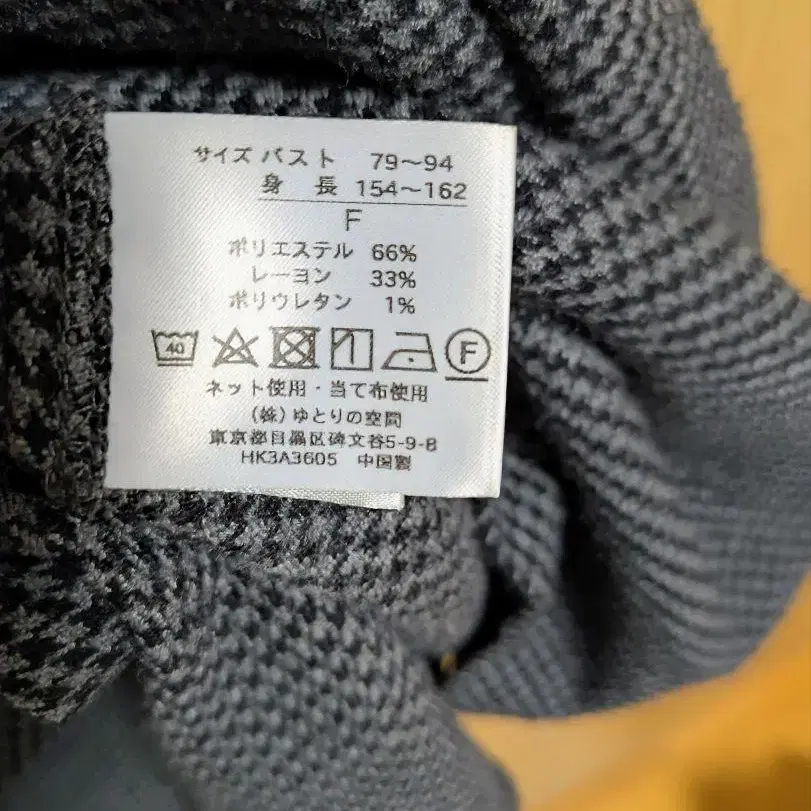 サイズ バスト 79～94
身 長 154～162
F
ポリエステル 66%
レーヨン 33%
ポリウレタン 1%
40 F
ネット使用・当て布使用
(株)ゆとりの空間
東京都目黒区碑文谷5-9-8
HK3A3605 中国製